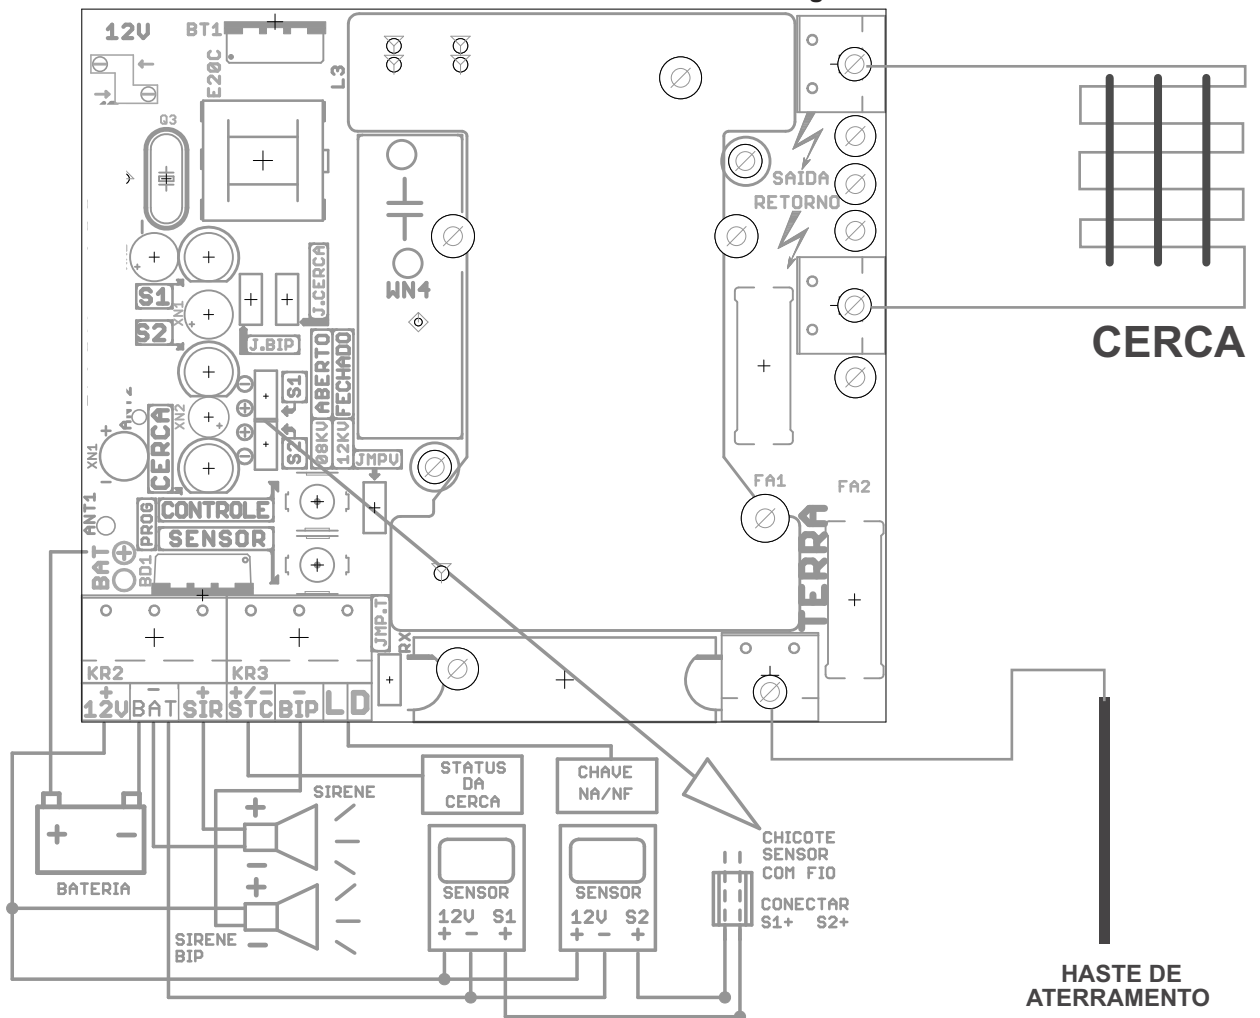 12V
BT1
E20C
L3
Q3
SAIDA
RETORNO
S1
S2
XN1
J.CERCA
J.BIP
WN4
CERCA
ABERTO
FECHADO
S1
S2
08KV
12KV
JMPV
ANT2
XN2
CERCA
XN1
ANT1
PROG
CONTROLE
SENSOR
BAT
BD1
FA1
FA2
TERRA
JMP.T
RX
KR2
KR3
+ - + +/- -
12V BAT SIR STC BIP LD
STATUS
DA
CERCA
CHAVE
NA/NF
SIRENE
+ -
BATERIA
+
-
+
-
SIRENE
BIP
SENSOR
12V S1
+ - +
SENSOR
12V S2
+ - +
CHICOTE
SENSOR
COM FIO
CONECTAR
S1+ S2+
HASTE DE
ATERRAMENTO